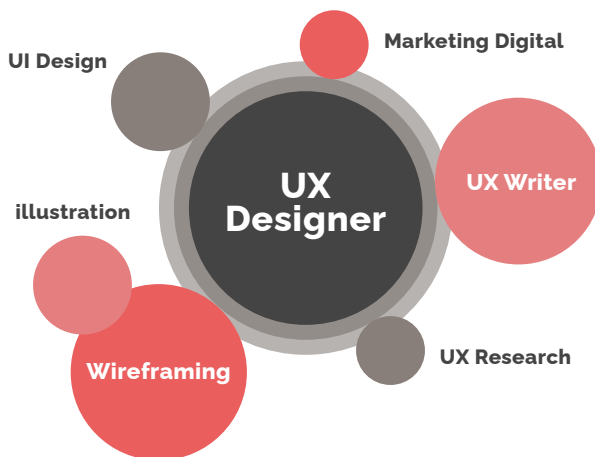 Marketing Digital
UI Design
UX Writer
UX
Designer
illustration
UX Research
Wireframing